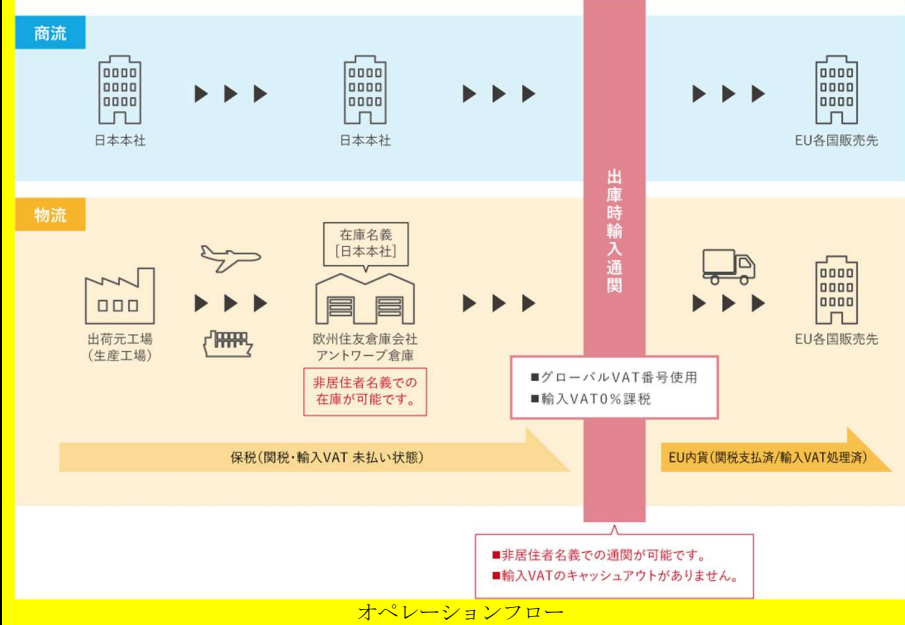 商流
日本本社
日本本社
EU各国販売先
出庫時輸入通関
物流
在庫名義
[日本本社]
出荷元工場
(生産工場)
欧州住友倉庫会社
アントワープ倉庫
EU各国販売先
非居住者名義での
在庫が可能です。
■グローバルVAT番号使用
■輸入VAT0%課税
保税(関税・輸入VAT 未払い状態)
EU内貨(関税支払済/輸入VAT処理済)
■非居住者名義での通関が可能です。
■輸入VATのキャッシュアウトがありません。
オペレーションフロー